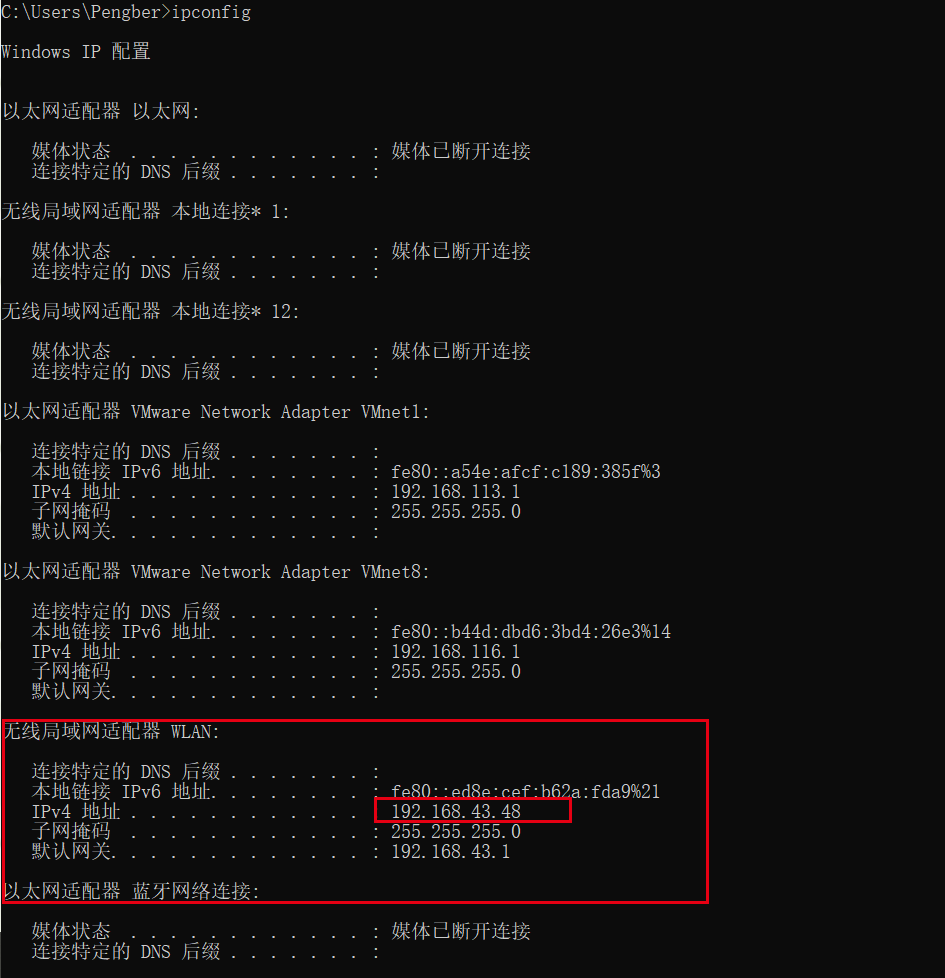 C:\Users\Pengber>ipconfig
Windows IP 配置
以太网适配器 以太网:
媒体状态 . . . . . . . . . . . . : 媒体已断开连接
连接特定的 DNS 后缀 . . . . . . . :
无线局域网适配器 本地连接* 1:
媒体状态 . . . . . . . . . . . . : 媒体已断开连接
连接特定的 DNS 后缀 . . . . . . . :
无线局域网适配器 本地连接* 12:
媒体状态 . . . . . . . . . . . . : 媒体已断开连接
连接特定的 DNS 后缀 . . . . . . . :
以太网适配器 VMware Network Adapter VMnet1:
连接特定的 DNS 后缀 . . . . . . . :
本地链接 IPv6 地址. . . . . . . . : fe80::a54e:afcf:c189:385f%3
IPv4 地址 . . . . . . . . . . . . : 192.168.113.1
子网掩码 . . . . . . . . . . . . : 255.255.255.0
默认网关. . . . . . . . . . . . . :
以太网适配器 VMware Network Adapter VMnet8:
连接特定的 DNS 后缀 . . . . . . . :
本地链接 IPv6 地址. . . . . . . . : fe80::b44d:dbd6:3bd4:26e3%14
IPv4 地址 . . . . . . . . . . . . : 192.168.116.1
子网掩码 . . . . . . . . . . . . : 255.255.255.0
默认网关. . . . . . . . . . . . . :
无线局域网适配器 WLAN:
连接特定的 DNS 后缀 . . . . . . . :
本地链接 IPv6 地址. . . . . . . . : fe80::ed8e:cef:b62a:fda9%21
IPv4 地址 . . . . . . . . . . . . : 192.168.43.48
子网掩码 . . . . . . . . . . . . : 255.255.255.0
默认网关. . . . . . . . . . . . . : 192.168.43.1
以太网适配器 蓝牙网络连接:
媒体状态 . . . . . . . . . . . . : 媒体已断开连接
连接特定的 DNS 后缀 . . . . . . . :